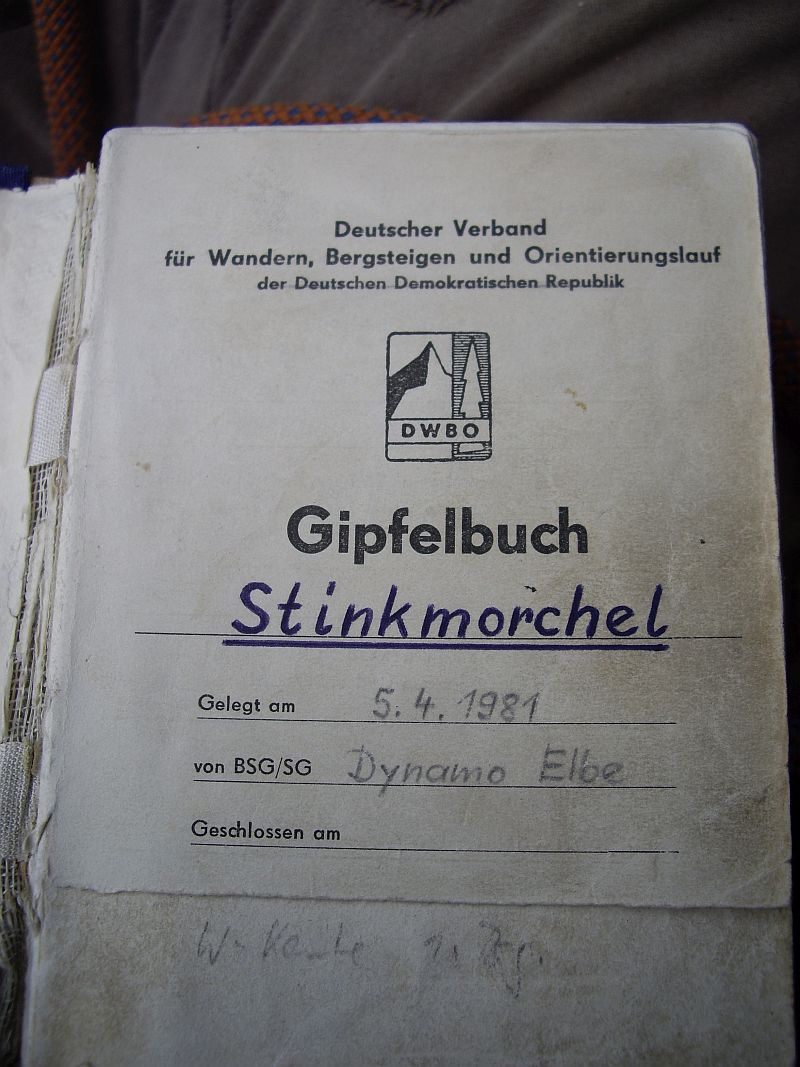 Deutscher Verband
für Wandern, Bergsteigen und Orientierungslauf
der Deutschen Demokratischen Republik
DWBO
Gipfelbuch
Stinkmorchel
Gelegt am 5.4.1981
von BSG/SG Dynamo Elbe
Geschlossen am